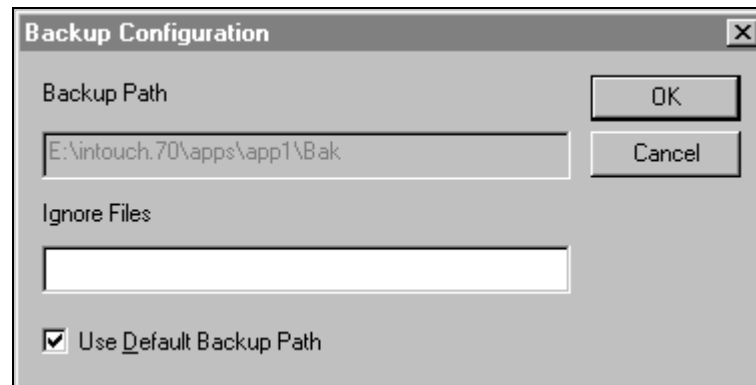 Backup Configuration
Backup Path
OK
E:\intouch.70\apps\app1\Bak
Cancel
Ignore Files
Use Default Backup Path